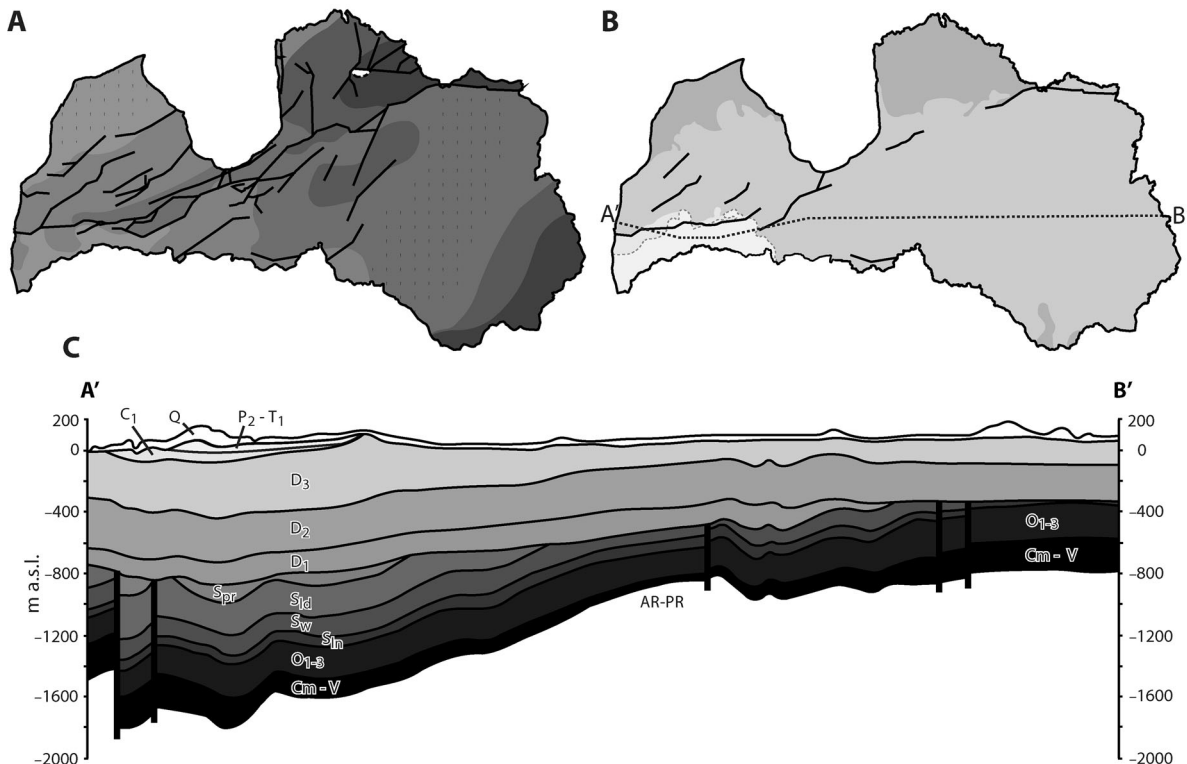 A
B
A'
B
C
A'
B'
C1
Q
P2 - T1
200
0
–400
–800
–1200
–1600
–2000
m a.s.l.
D3
D2
D1
Spr
Sld
Sw
Sln
O1-3
Cm - V
AR-PR
O1-3
Cm - V
200
0
–400
–800
–1200
–1600
–2000